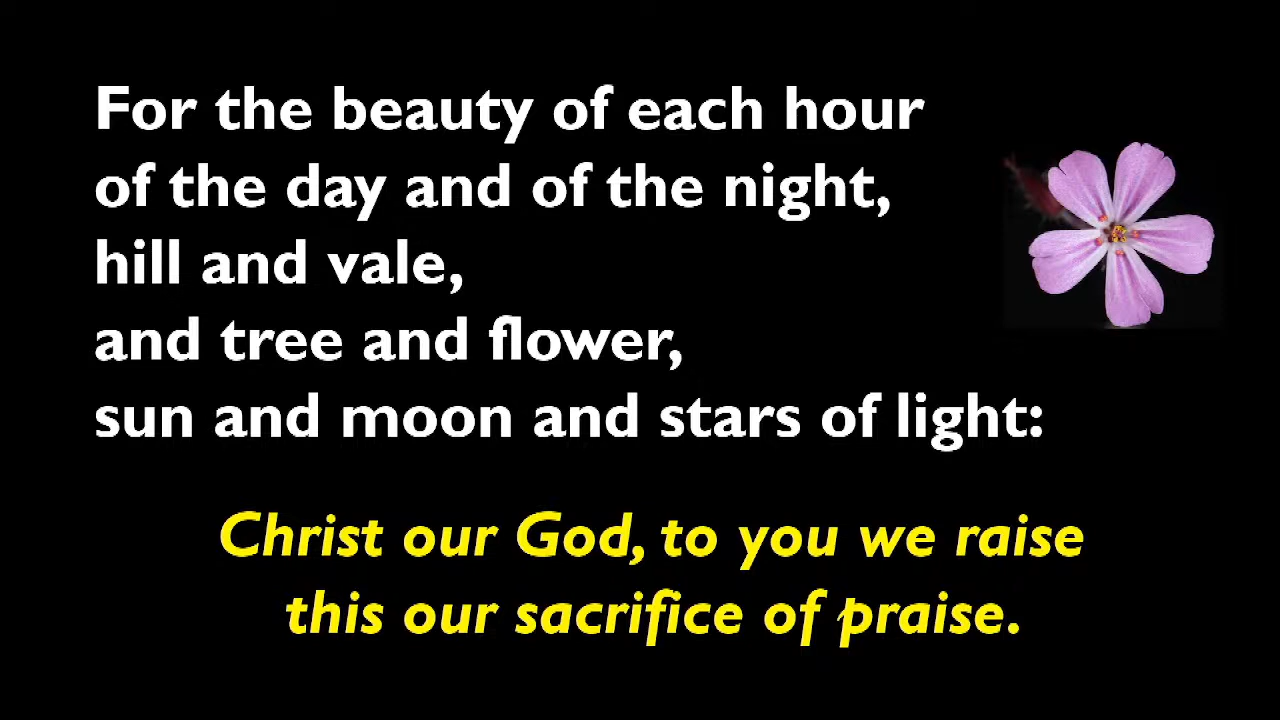 For the beauty of each hour
of the day and of the night,
hill and vale,
and tree and flower,
sun and moon and stars of light:
Christ our God, to you we raise
this our sacrifice of praise.